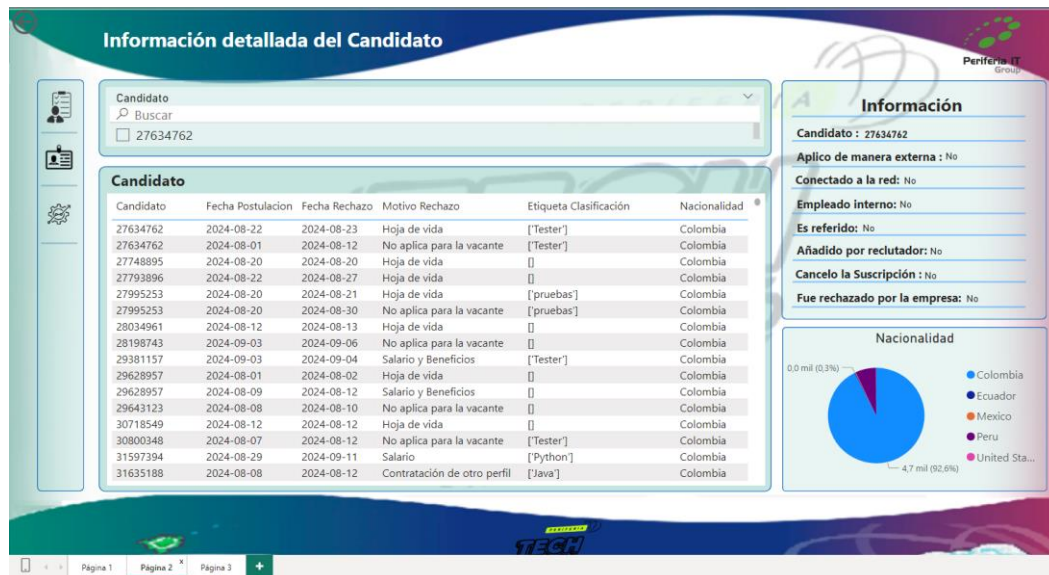 Información detallada del Candidato
Periferia IT
Group
Candidato
Buscar
27634762
Candidato
Candidato Fecha Postulacion Fecha Rechazo Motivo Rechazo Etiqueta Clasificación Nacionalidad
27634762 2024-08-22 2024-08-23 Hoja de vida ['Tester'] Colombia
27634762 2024-08-01 2024-08-12 No aplica para la vacante ['Tester'] Colombia
27748895 2024-08-20 2024-08-20 Hoja de vida [] Colombia
27793896 2024-08-22 2024-08-27 Hoja de vida [] Colombia
27995253 2024-08-20 2024-08-21 Hoja de vida ['pruebas'] Colombia
27995253 2024-08-20 2024-08-30 No aplica para la vacante ['pruebas'] Colombia
28034961 2024-08-12 2024-08-13 Hoja de vida [] Colombia
28198743 2024-09-03 2024-09-06 No aplica para la vacante [] Colombia
29381157 2024-09-03 2024-09-04 Salario y Beneficios ['Tester'] Colombia
29628957 2024-08-01 2024-08-02 Hoja de vida [] Colombia
29628957 2024-08-09 2024-08-12 Salario y Beneficios [] Colombia
29643123 2024-08-08 2024-08-10 No aplica para la vacante [] Colombia
30718549 2024-08-12 2024-08-12 Hoja de vida [] Colombia
30800348 2024-08-07 2024-08-12 No aplica para la vacante ['Tester'] Colombia
31597394 2024-08-29 2024-09-11 Salario ['Python'] Colombia
31635188 2024-08-08 2024-08-12 Contratación de otro perfil ['Java'] Colombia
Información
Candidato : 27634762
Aplico de manera externa : No
Conectado a la red: No
Empleado interno: No
Es referido: No
Añadido por reclutador: No
Cancelo la Suscripción : No
Fue rechazado por la empresa: No
Nacionalidad
0,0 mil (0,3%)
4,7 mil (92,6%)
Colombia
Ecuador
Mexico
Peru
United Sta...
PERIFERIA
TECH
Página 1 Página 2 x Página 3 +